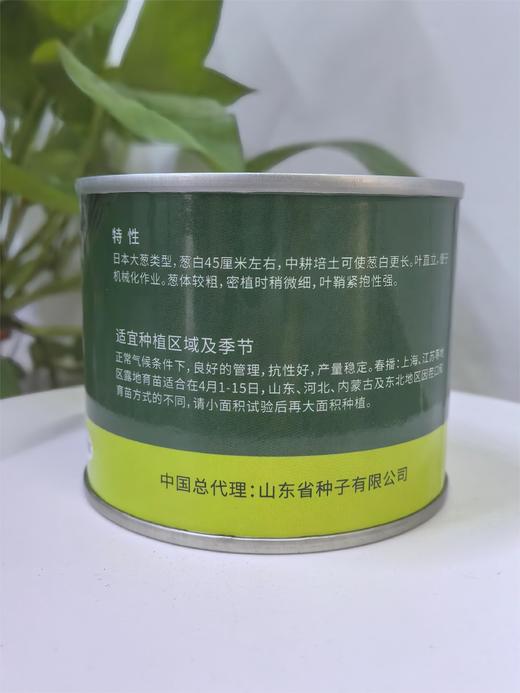 特性
日本大葱类型，葱白45厘米左右，中耕培土可使葱白更长。叶直立，便于
机械化作业。葱体较粗，密植时稍微细，叶鞘紧抱性强。
适宜种植区域及季节
正常气候条件下，良好的管理，抗性好，产量稳定。春播：上海、江苏等地
区露地育苗适合在4月1-15日，山东、河北、内蒙古及东北地区因茬口和
育苗方式的不同，请小面积试验后再大面积种植。
中国总代理：山东省种子有限公司